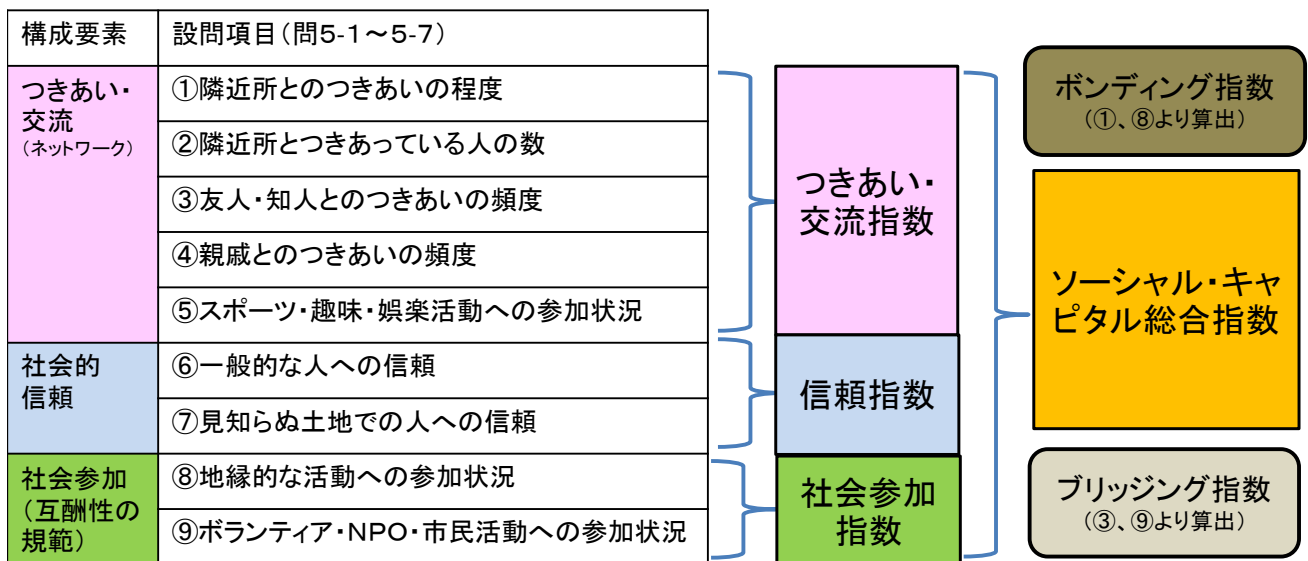 構成要素
設問項目(問5-1~5-7)
つきあい・
交流
(ネットワーク)
①隣近所とのつきあいの程度
②隣近所とつきあっている人の数
③友人・知人とのつきあいの頻度
④親戚とのつきあいの頻度
⑤スポーツ・趣味・娯楽活動への参加状況
社会的
信頼
⑥一般的な人への信頼
⑦見知らぬ土地での人への信頼
社会参加
(互酬性の
規範)
⑧地縁的な活動への参加状況
⑨ボランティア・NPO・市民活動への参加状況
つきあい・
交流指数
信頼指数
社会参加
指数
ボンディング指数
(①、⑧より算出)
ソーシャル・キャ
ピタル総合指数
ブリッジング指数
(③、⑨より算出)